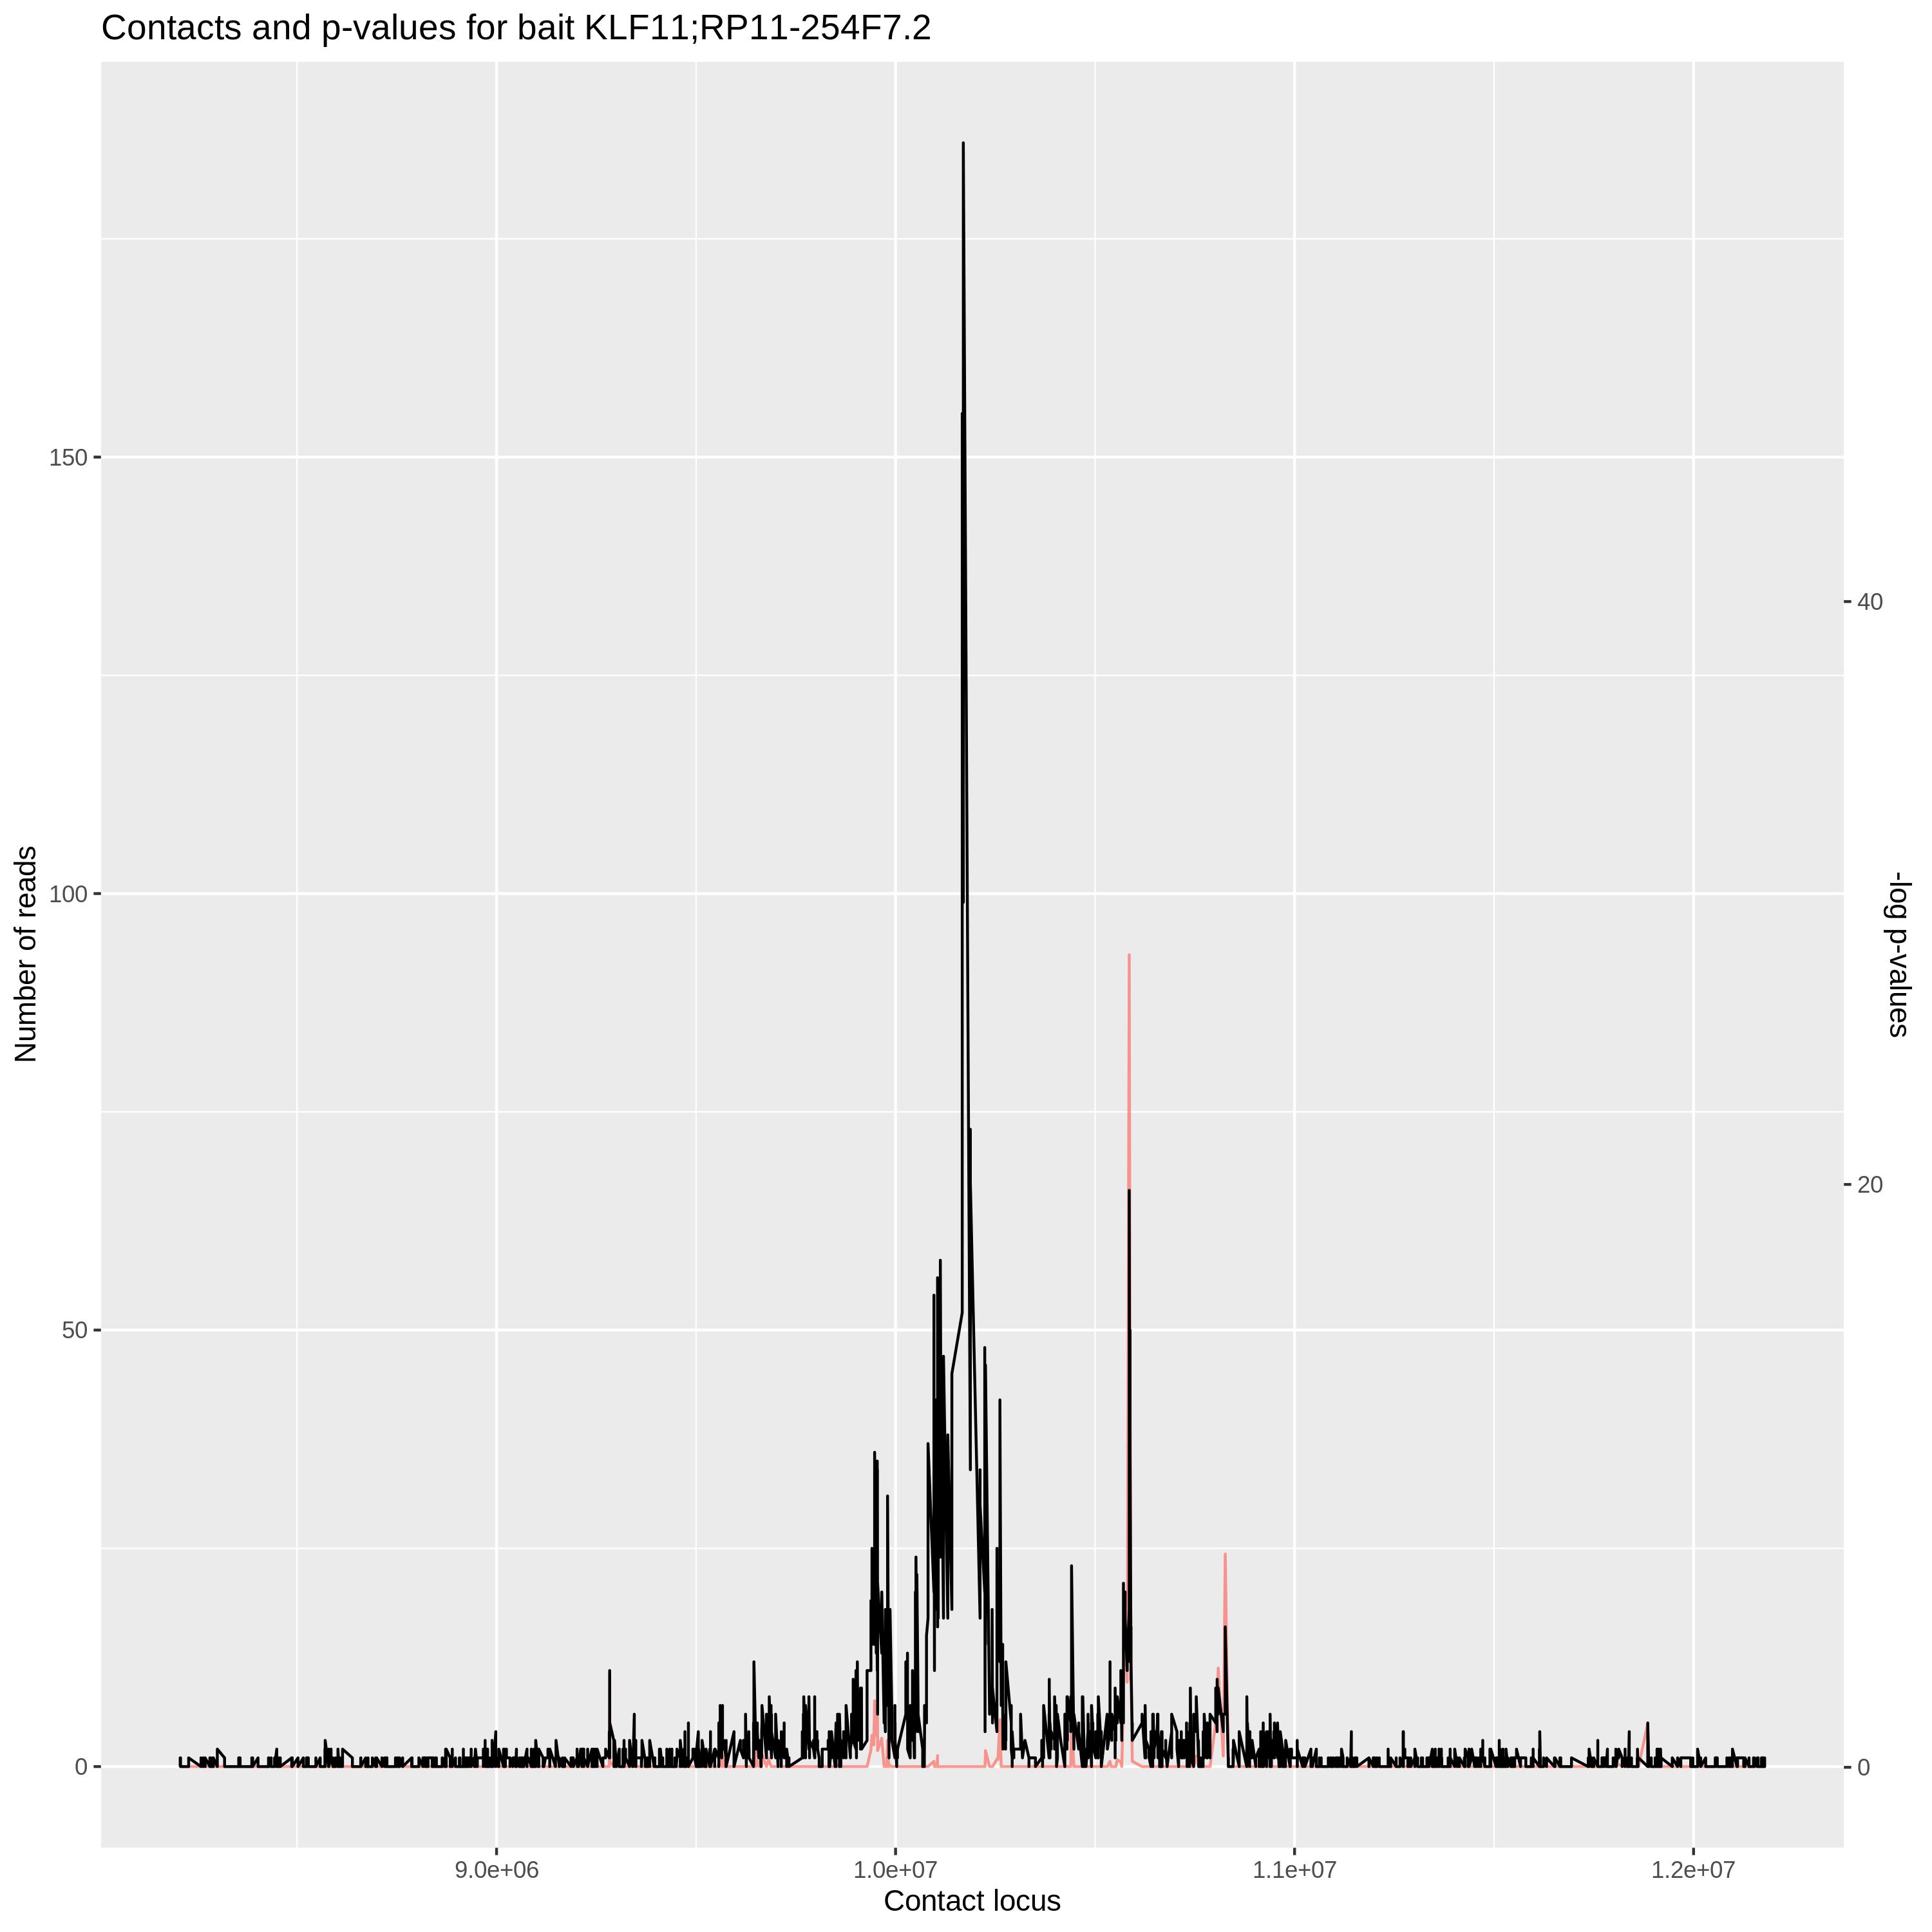 Contacts and p-values for bait KLF11;RP11-254F7.2
150
100
50
0
Number of reads
40
20
0
-log p-values
9.0e+06
1.0e+07
1.1e+07
1.2e+07
Contact locus